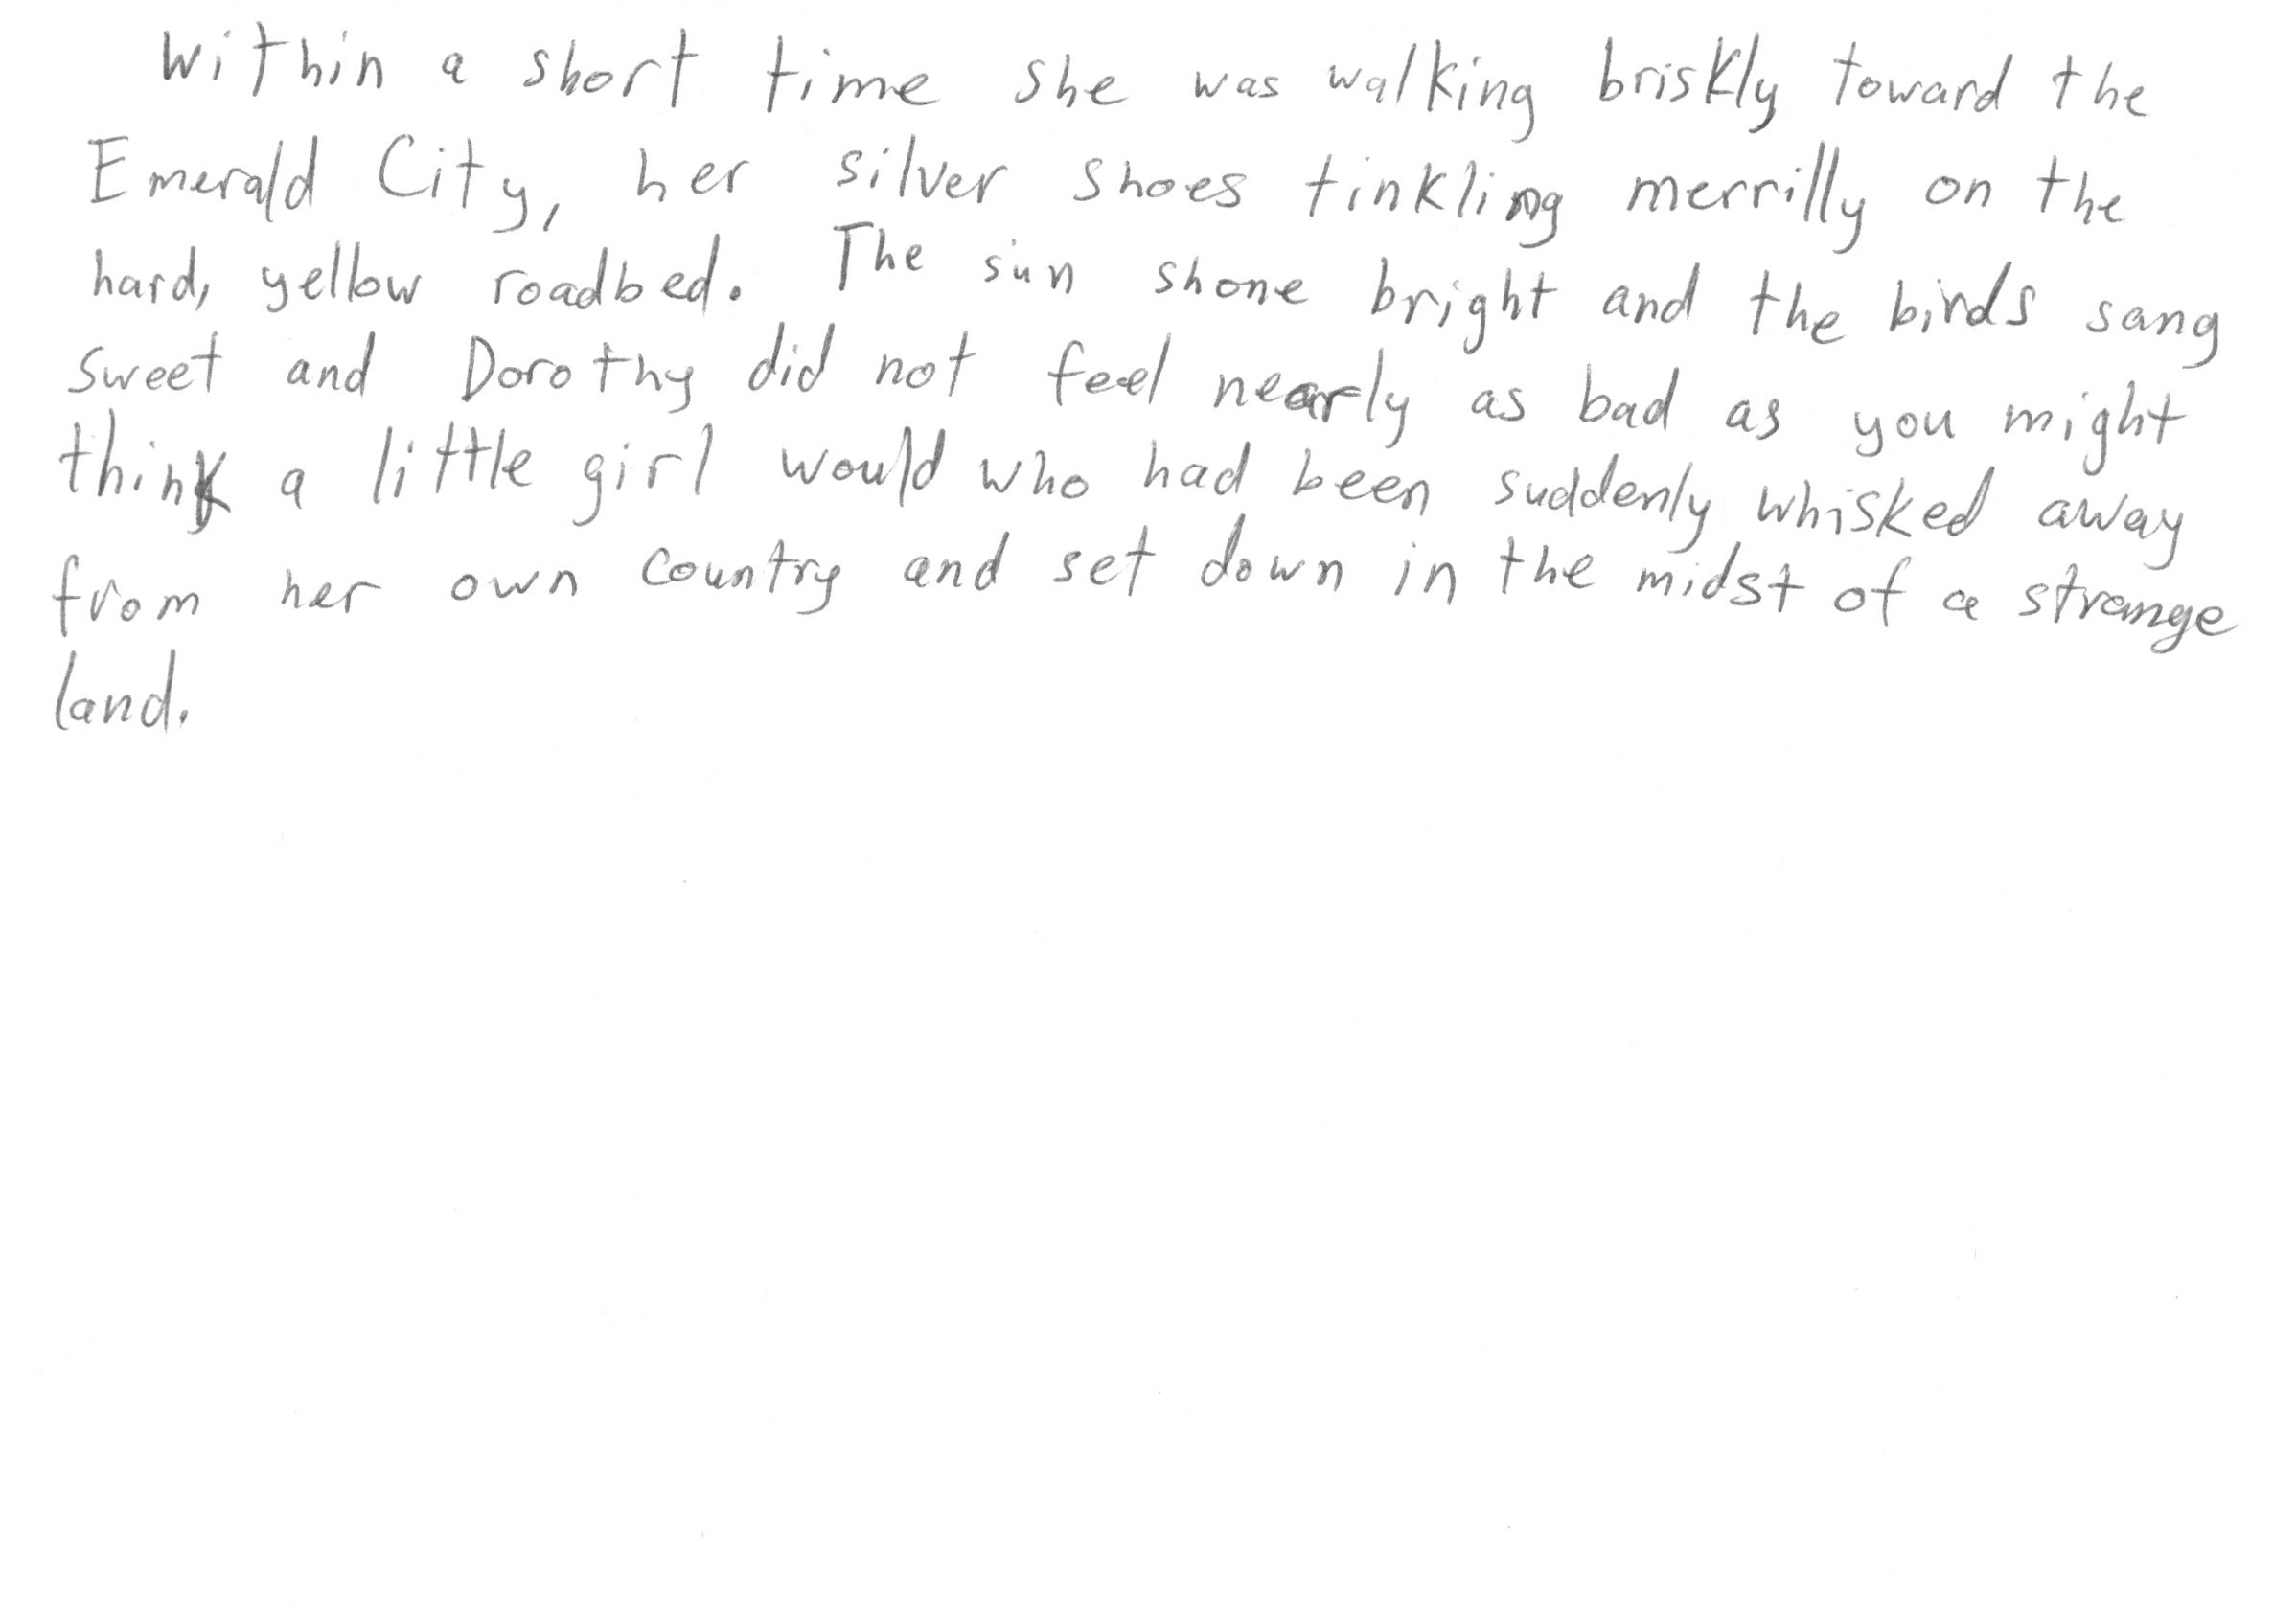 Within a short time she was walking briskly toward the
Emerald City, her silver shoes tinkling merrilly on the
hard, yellow roadbed. The sun shone bright and the birds sang
sweet and Dorothy did not feel nearly as bad as you might
think a little girl would who had been suddenly whisked away
from her own country and set down in the midst of a strange
land.